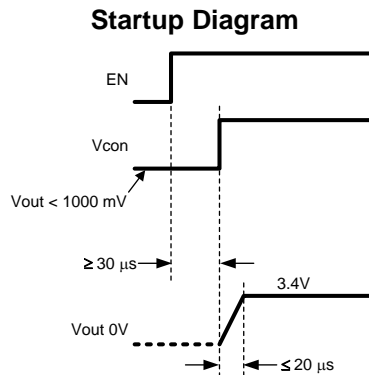 Startup Diagram
EN
Vcon
Vout < 1000 mV
≥ 30 μs
3.4V
Vout 0V
≤ 20 μs